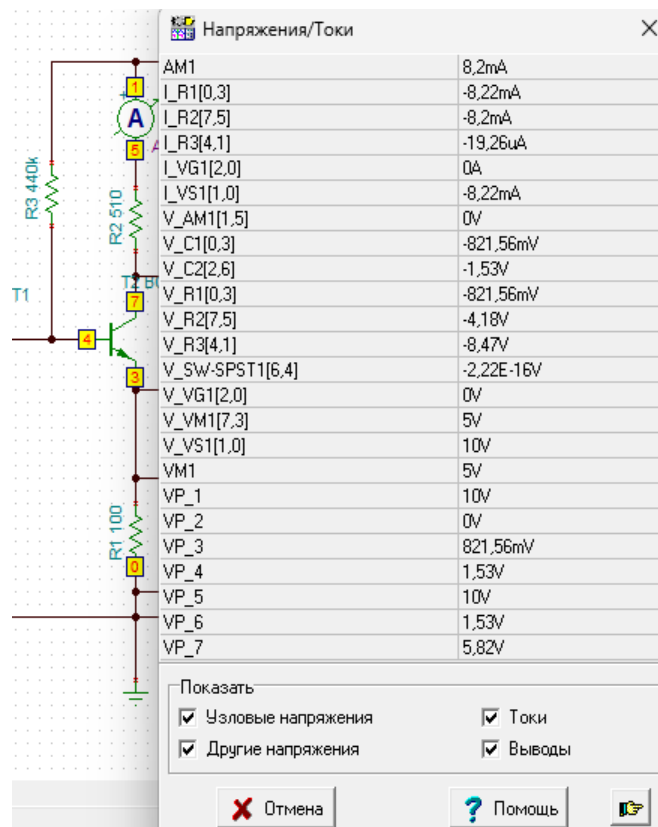 Напряжения/Токи
AM1 8,2mA
I_R1[0,3] -8,22mA
I_R2[7,5] -8,2mA
I_R3[4,1] -19,26uA
I_VG1[2,0] 0A
I_VS1[1,0] -8,22mA
V_AM1[1,5] 0V
V_C1[0,3] -821,56mV
V_C2[2,6] -1,53V
V_R1[0,3] -821,56mV
V_R2[7,5] -4,18V
V_R3[4,1] -8,47V
V_SW-SPST1[6,4] -2,22E-16V
V_VG1[2,0] 0V
V_VM1[7,3] 5V
V_VS1[1,0] 10V
VM1 5V
VP_1 10V
VP_2 0V
VP_3 821,56mV
VP_4 1,53V
VP_5 10V
VP_6 1,53V
VP_7 5,82V
Показать
Узловые напряжения
Токи
Другие напряжения
Выводы
Отмена
Помощь
1
+
A
5
R3 440k
R2 510
T1
T2
7
4
3
R1 100
0